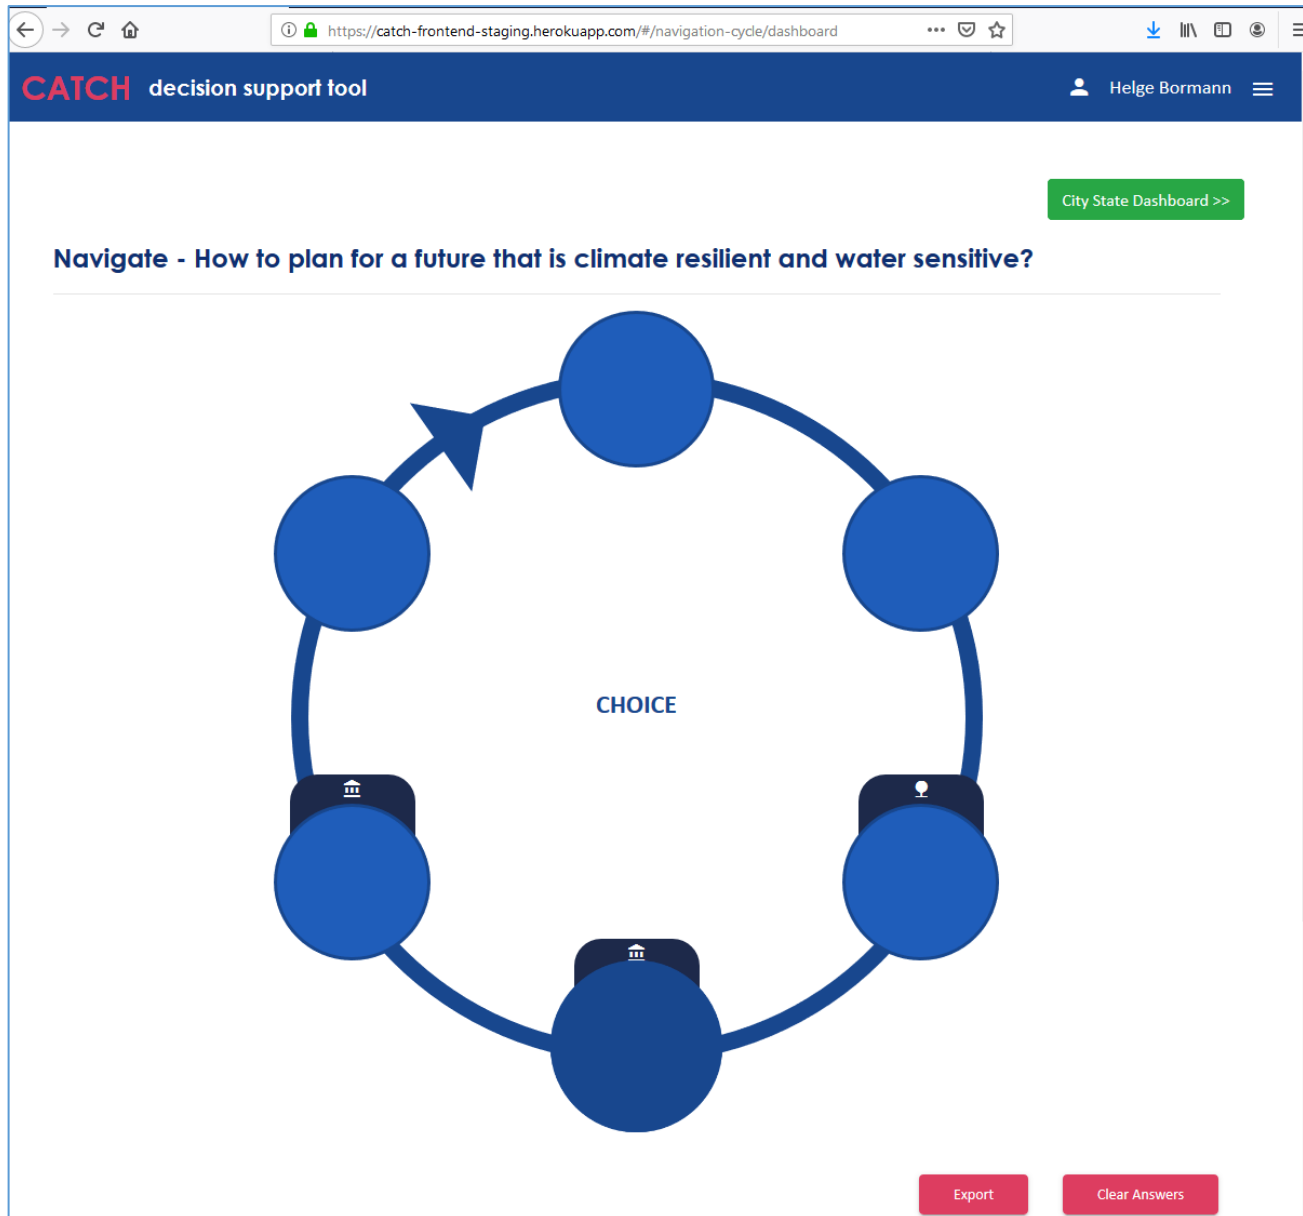 https://catch-frontend-staging.herokuapp.com/#/navigation-cycle/dashboard
CATCH decision support tool
Helge Bormann
City State Dashboard >>
Navigate - How to plan for a future that is climate resilient and water sensitive?
CHOICE
Export
Clear Answers